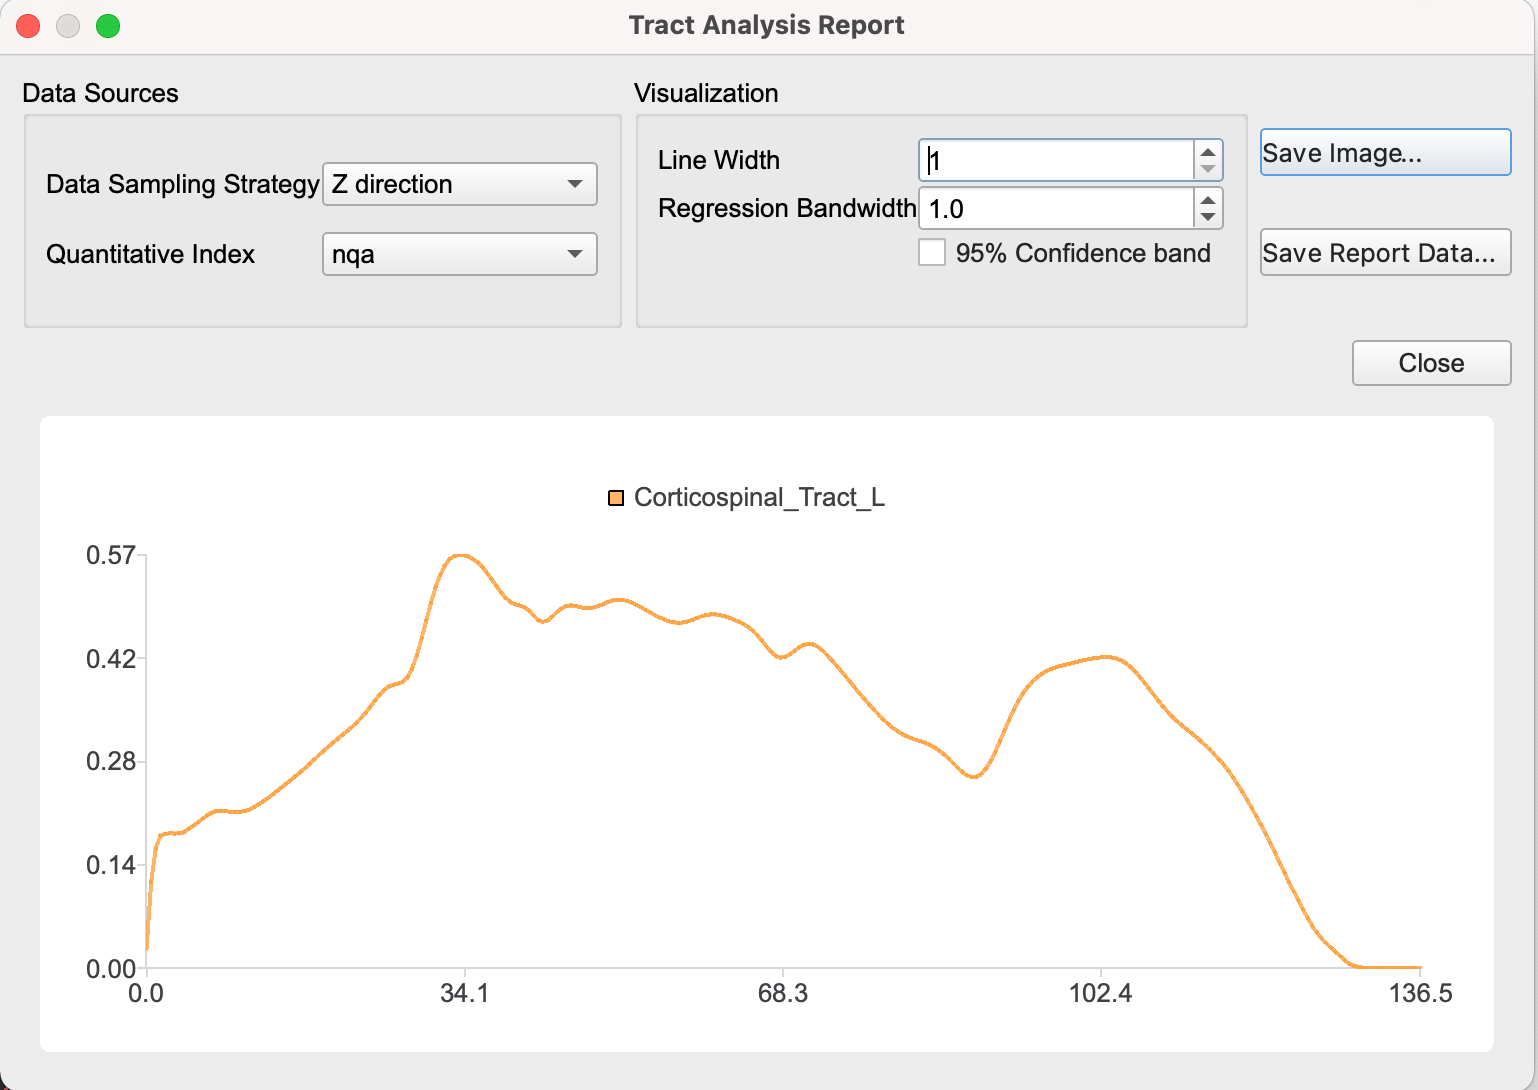 Tract Analysis Report
Data Sources
Visualization
Data Sampling Strategy Z direction
Quantitative Index nqa
Line Width 1
Regression Bandwidth 1.0
95% Confidence band
Save Image...
Save Report Data...
Close
Corticospinal_Tract_L
0.57
0.42
0.28
0.14
0.00
0.0 34.1 68.3 102.4 136.5